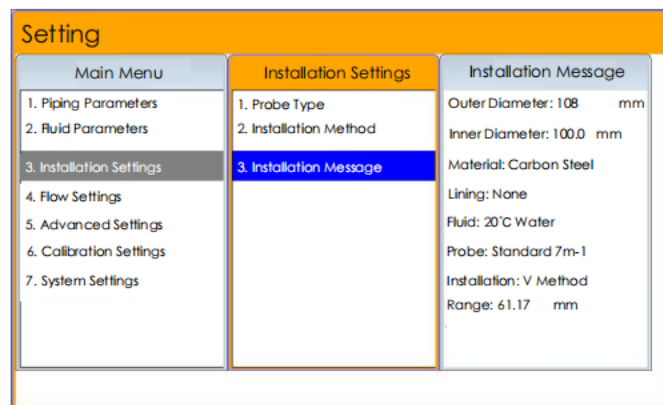 Setting
Main Menu
1. Piping Parameters
2. Fluid Parameters
3. Installation Settings
4. Flow Settings
5. Advanced Settings
6. Calibration Settings
7. System Settings
Installation Settings
1. Probe Type
2. Installation Method
3. Installation Message
Installation Message
Outer Diameter: 108 mm
Inner Diameter: 100.0 mm
Material: Carbon Steel
Lining: None
Fluid: 20℃ Water
Probe: Standard 7m-1
Installation: V Method
Range: 61.17 mm